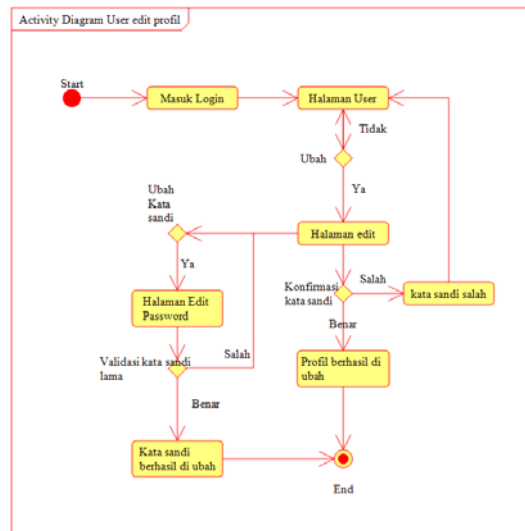 Activity Diagram User edit profil
Start
Masuk Login
Halaman User
Tidak
Ubah
Ya
Ubah
Kata
sandi
Halaman edit
Ya
Konfirmasi
kata sandi
Salah
kata sandi salah
Halaman Edit
Password
Benar
Validasi kata sandi
lama
Salah
Profil berhasil di
ubah
Benar
Kata sandi
berhasil di ubah
End